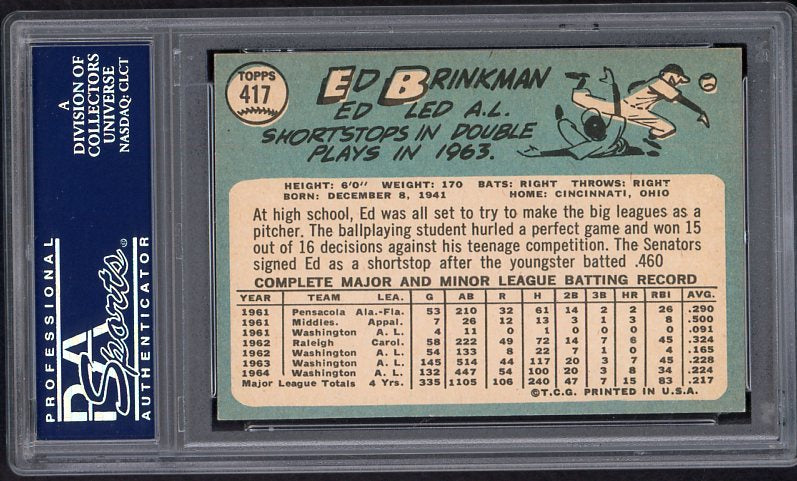 A
DIVISION OF
COLLECTORS
UNIVERSE
NASDAQ: CLCT
PROFESSIONAL
PSA
Sports®
AUTHENTICATOR
TOPPS
417
ED BRINKMAN
ED LED A.L.
SHORTSTOPS IN DOUBLE
PLAYS IN 1963.
HEIGHT: 6'0" WEIGHT: 170 BATS: RIGHT THROWS: RIGHT
BORN: DECEMBER 8, 1941 HOME: CINCINNATI, OHIO
At high school, Ed was all set to try to make the big leagues as a
pitcher. The ballplaying student hurled a perfect game and won 15
out of 16 decisions against his teenage competition. The Senators
signed Ed as a shortstop after the youngster batted .460
COMPLETE MAJOR AND MINOR LEAGUE BATTING RECORD
YEAR TEAM LEA. G AB R H 2B 3B HR RBI AVG.
1961 Pensacola Ala.-Fla. 53 210 32 61 14 2 2 26 .290
1961 Middies. Appal. 7 26 12 13 3 1 3 8 .500
1961 Washington A. L. 4 11 0 1 0 0 0 0 .091
1962 Raleigh Carol. 58 222 49 72 14 7 6 45 .324
1962 Washington A. L. 54 133 8 22 7 1 0 4 .165
1963 Washington A. L. 145 514 44 117 20 3 7 45 .228
1964 Washington A. L. 132 447 54 100 20 3 8 34 .224
Major League Totals 4 Yrs. 335 1105 106 240 47 7 15 83 .217
©T.C.G. PRINTED IN U.S.A.